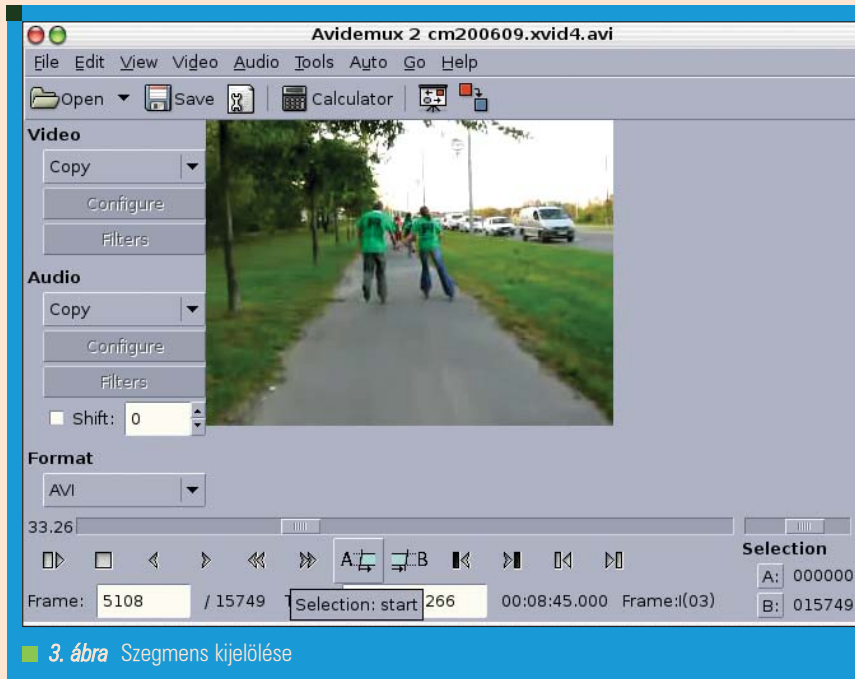 Avidemux 2 cm200609.xvid4.avi
File Edit View Video Audio Tools Auto Go Help
Open Save Calculator
Video
Copy
Configure
Filters
Audio
Copy
Configure
Filters
Shift: 0
Format
AVI
33.26
A B
Selection
A: 000000
Frame: 5108 / 15749 T Selection: start 266 00:08:45.000 Frame:I(03)
B: 015749
3. ábra Szegmens kijelölése